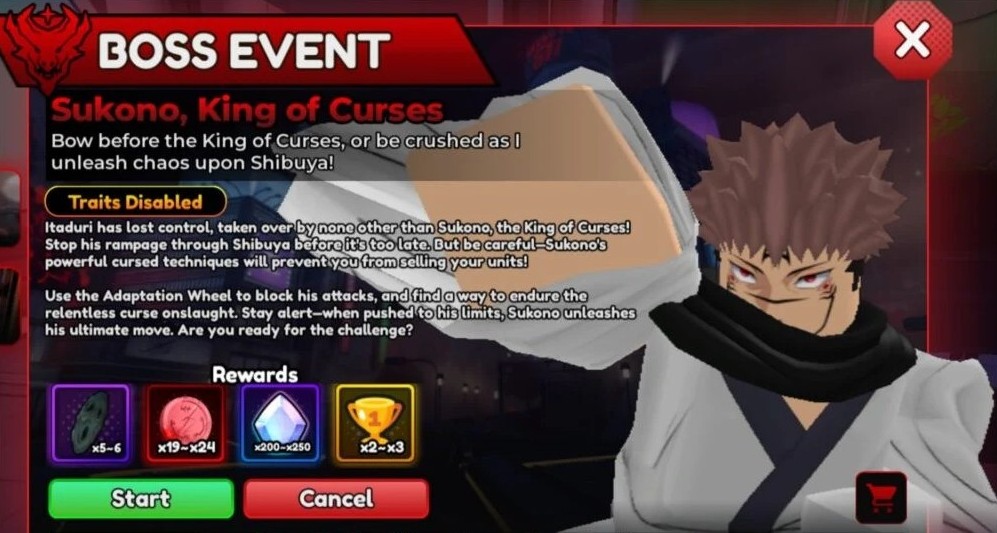 BOSS EVENT
Sukono, King of Curses
Bow before the King of Curses, or be crushed as I
unleash chaos upon Shibuya!
Traits Disabled
Itaduri has lost control, taken over by none other than Sukono, the King of Curses!
Stop his rampage through Shibuya before it's too late. But be careful—Sukono's
powerful cursed techniques will prevent you from selling your units!
Use the Adaptation Wheel to block his attacks, and find a way to endure the
relentless curse onslaught. Stay alert—when pushed to his limits, Sukono unleashes
his ultimate move. Are you ready for the challenge?
Rewards
x5~6
x19~x24
x200~x250
1
x2~x3
Start
Cancel